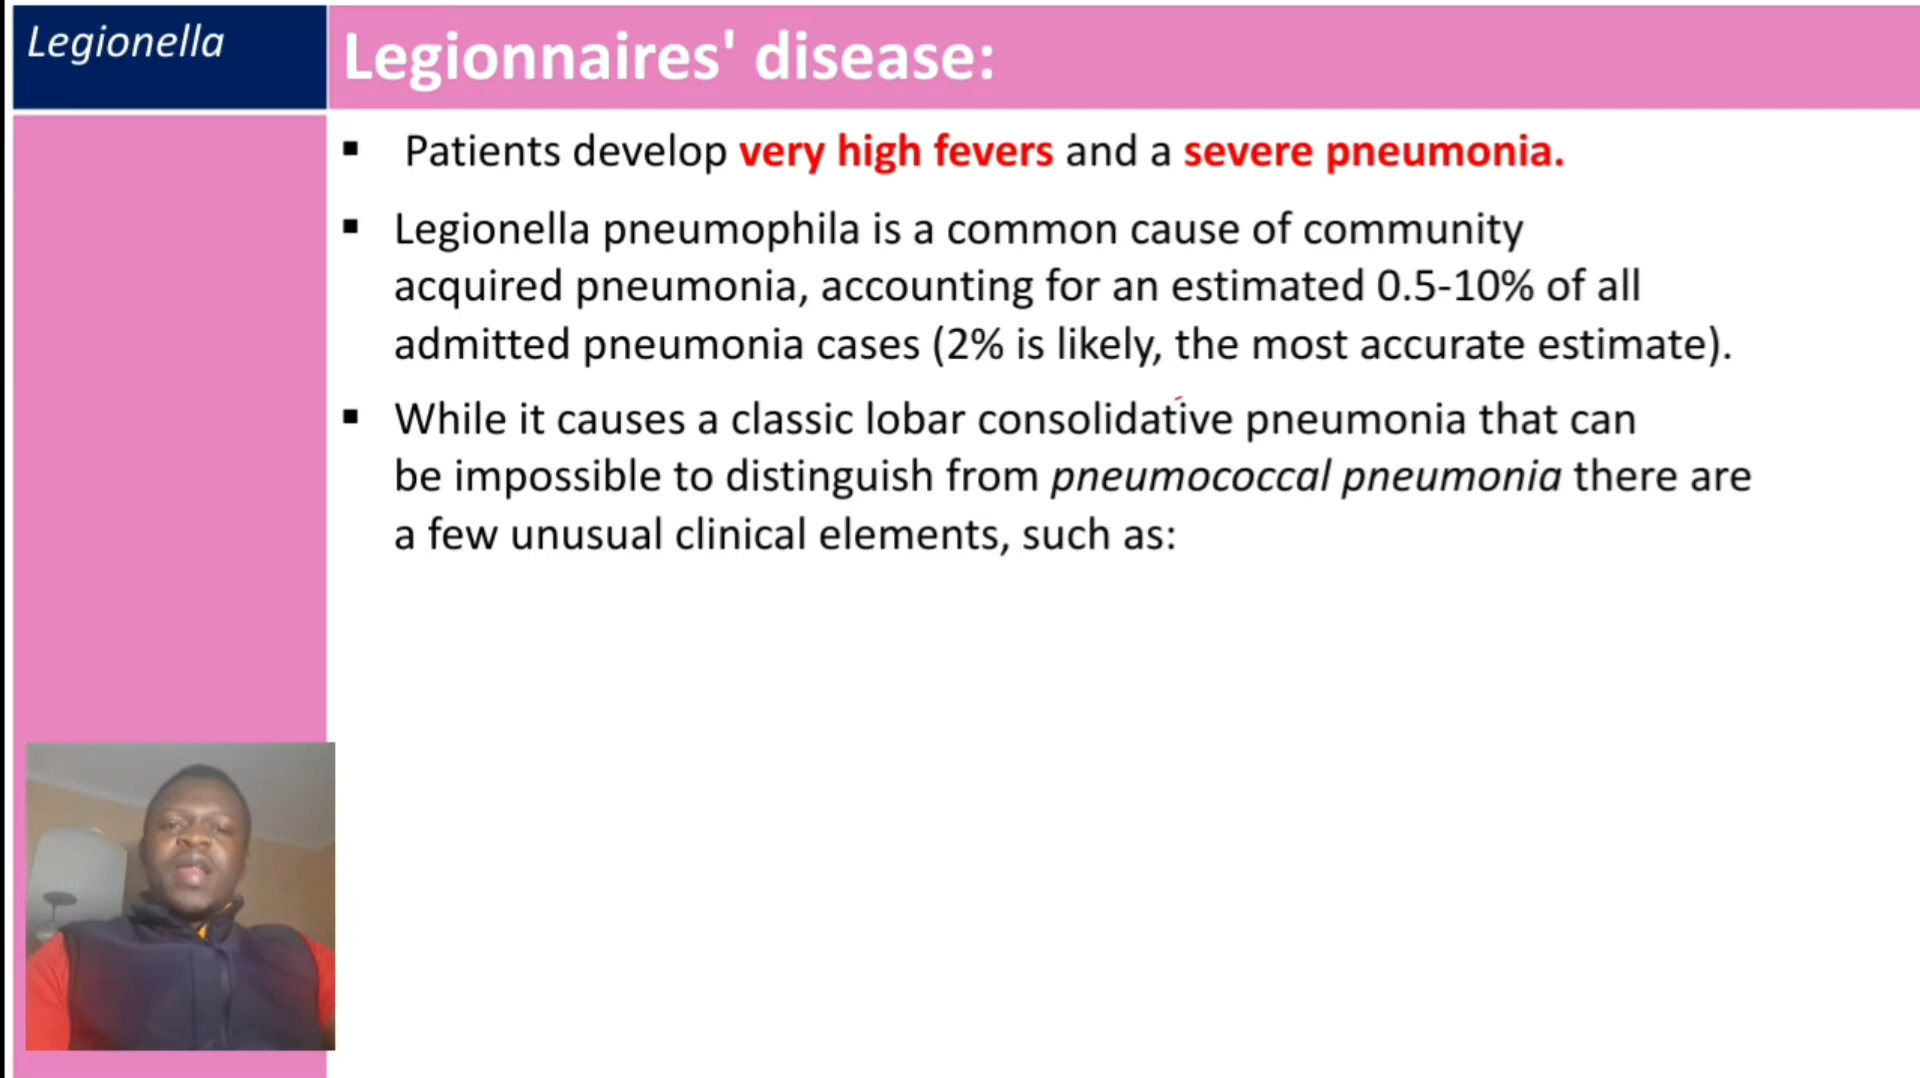 Legionella
Legionnaires' disease:
▪ Patients develop very high fevers and a severe pneumonia.
▪ Legionella pneumophila is a common cause of community
acquired pneumonia, accounting for an estimated 0.5-10% of all
admitted pneumonia cases (2% is likely, the most accurate estimate).
▪ While it causes a classic lobar consolidative pneumonia that can
be impossible to distinguish from pneumococcal pneumonia there are
a few unusual clinical elements, such as: